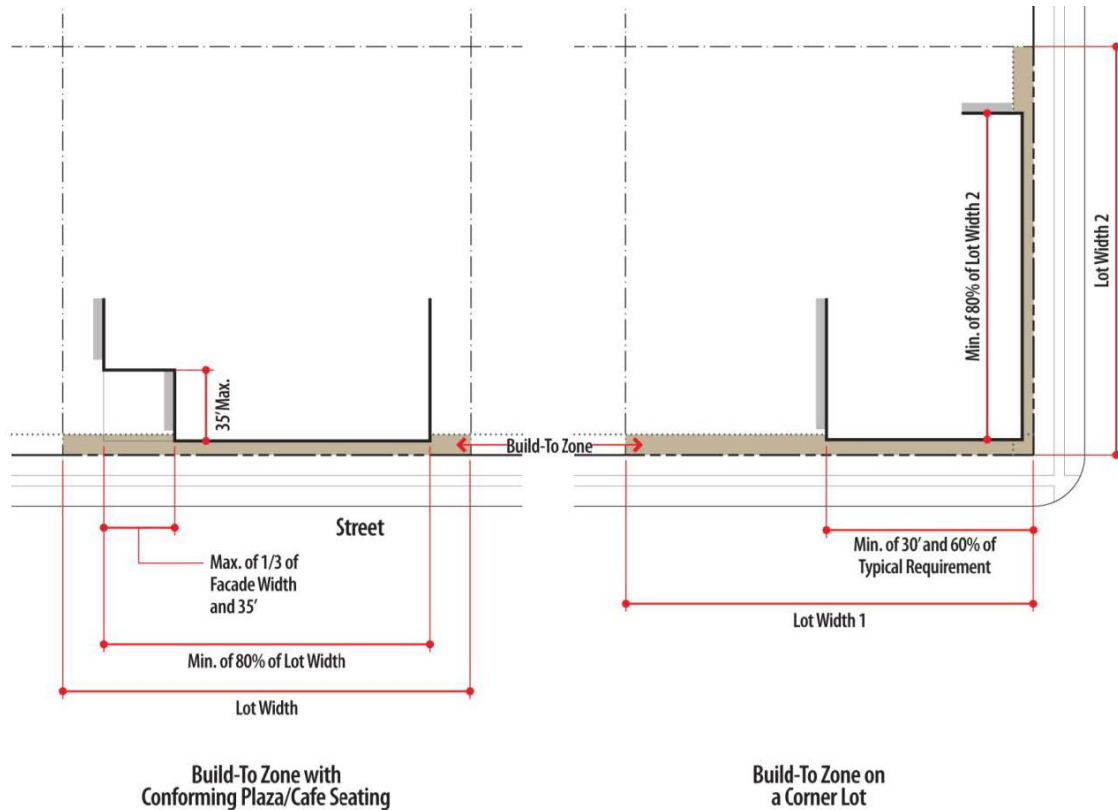 35' Max.
Street
Max. of 1/3 of
Facade Width
and 35'
Min. of 80% of Lot Width
Lot Width
Build-To Zone with
Conforming Plaza/Cafe Seating
Build-To Zone
Min. of 80% of Lot Width 2
Lot Width 2
Min. of 30' and 60% of
Typical Requirement
Lot Width 1
Build-To Zone on
a Corner Lot